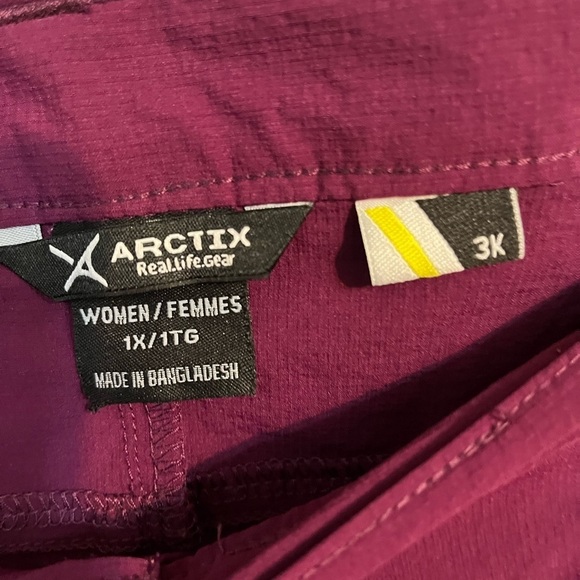 ARCTIX
Real.Life.Gear
WOMEN / FEMMES
1X/1TG
MADE IN BANGLADESH
3K